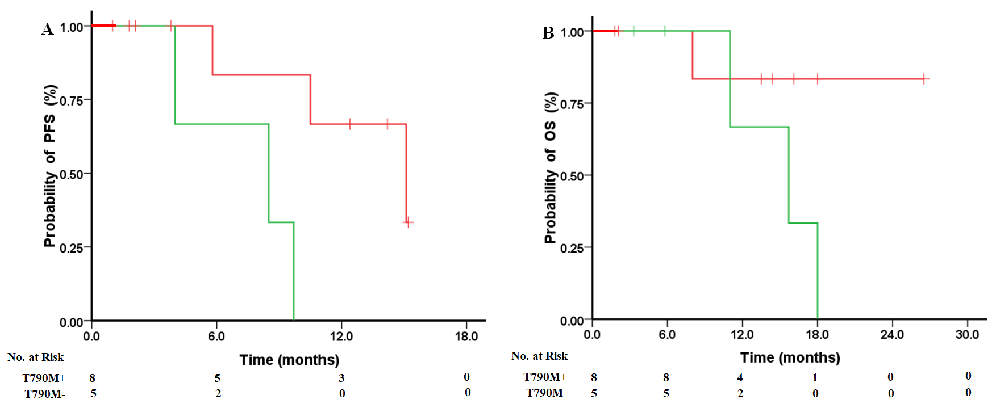 A
Probability of PFS (%)
1.00
0.75
0.50
0.25
0.00
0.0 6.0 12.0 18.0
Time (months)
No. at Risk
T790M+ 8 5 3 0
T790M- 5 2 0 0
B
Probability of OS (%)
1.00
0.75
0.50
0.25
0.00
0.0 6.0 12.0 18.0 24.0 30.0
Time (months)
No. at Risk
T790M+ 8 8 4 1 0 0
T790M- 5 5 2 0 0 0